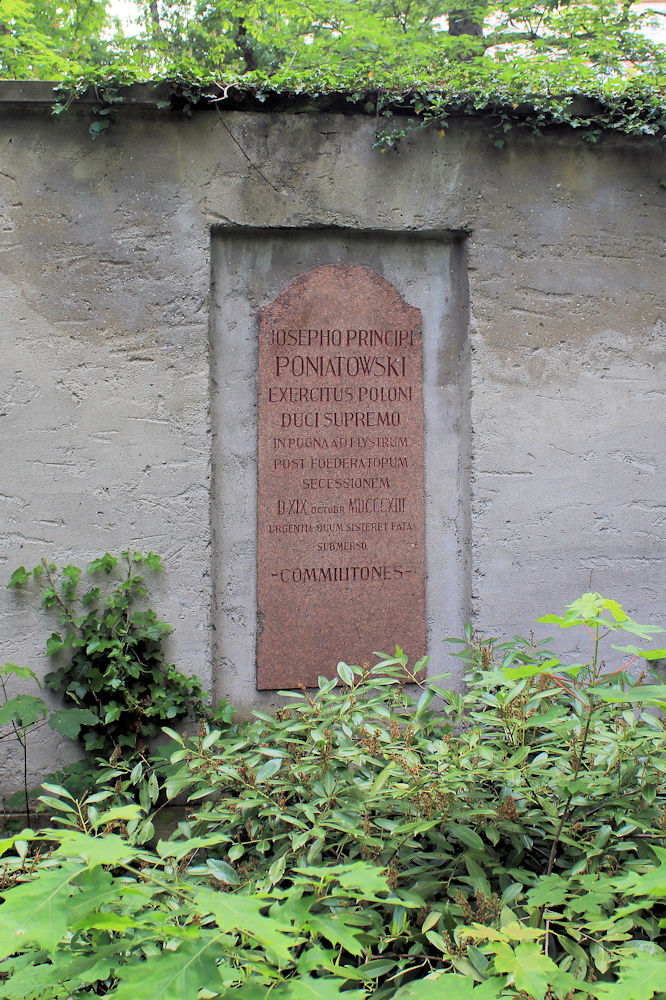 JOSEPHO PRINCIPI
PONIATOWSKI
EXERCITUS POLONI
DUCI SUPREMO
IN PUGNA AD ELYSTRUM
POST FOEDERATORUM
SECESSIONEM
D.XIX. OCTOBR. MDCCCXIII
URGENTIA QUUM SISTERET FATA
SUBMERSO.
-COMMILITONES-